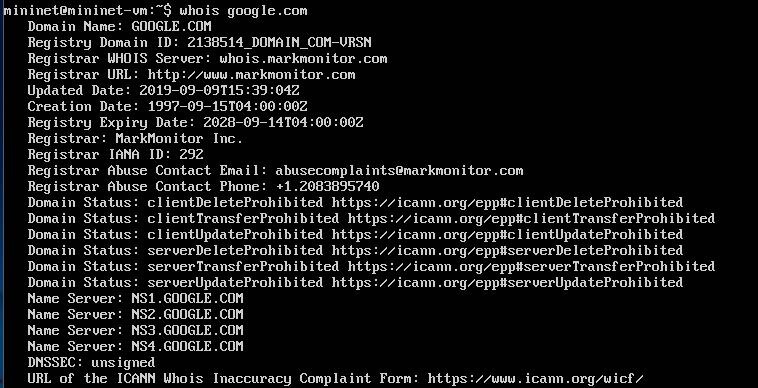 mininet@mininet-vm:~$ whois google.com
Domain Name: GOOGLE.COM
Registry Domain ID: 2138514_DOMAIN_COM-VRSN
Registrar WHOIS Server: whois.markmonitor.com
Registrar URL: http://www.markmonitor.com
Updated Date: 2019-09-09T15:39:04Z
Creation Date: 1997-09-15T04:00:00Z
Registry Expiry Date: 2028-09-14T04:00:00Z
Registrar: MarkMonitor Inc.
Registrar IANA ID: 292
Registrar Abuse Contact Email: abusecomplaints@markmonitor.com
Registrar Abuse Contact Phone: +1.2083895740
Domain Status: clientDeleteProhibited https://icann.org/epp#clientDeleteProhibited
Domain Status: clientTransferProhibited https://icann.org/epp#clientTransferProhibited
Domain Status: clientUpdateProhibited https://icann.org/epp#clientUpdateProhibited
Domain Status: serverDeleteProhibited https://icann.org/epp#serverDeleteProhibited
Domain Status: serverTransferProhibited https://icann.org/epp#serverTransferProhibited
Domain Status: serverUpdateProhibited https://icann.org/epp#serverUpdateProhibited
Name Server: NS1.GOOGLE.COM
Name Server: NS2.GOOGLE.COM
Name Server: NS3.GOOGLE.COM
Name Server: NS4.GOOGLE.COM
DNSSEC: unsigned
URL of the ICANN Whois Inaccuracy Complaint Form: https://www.icann.org/wicf/